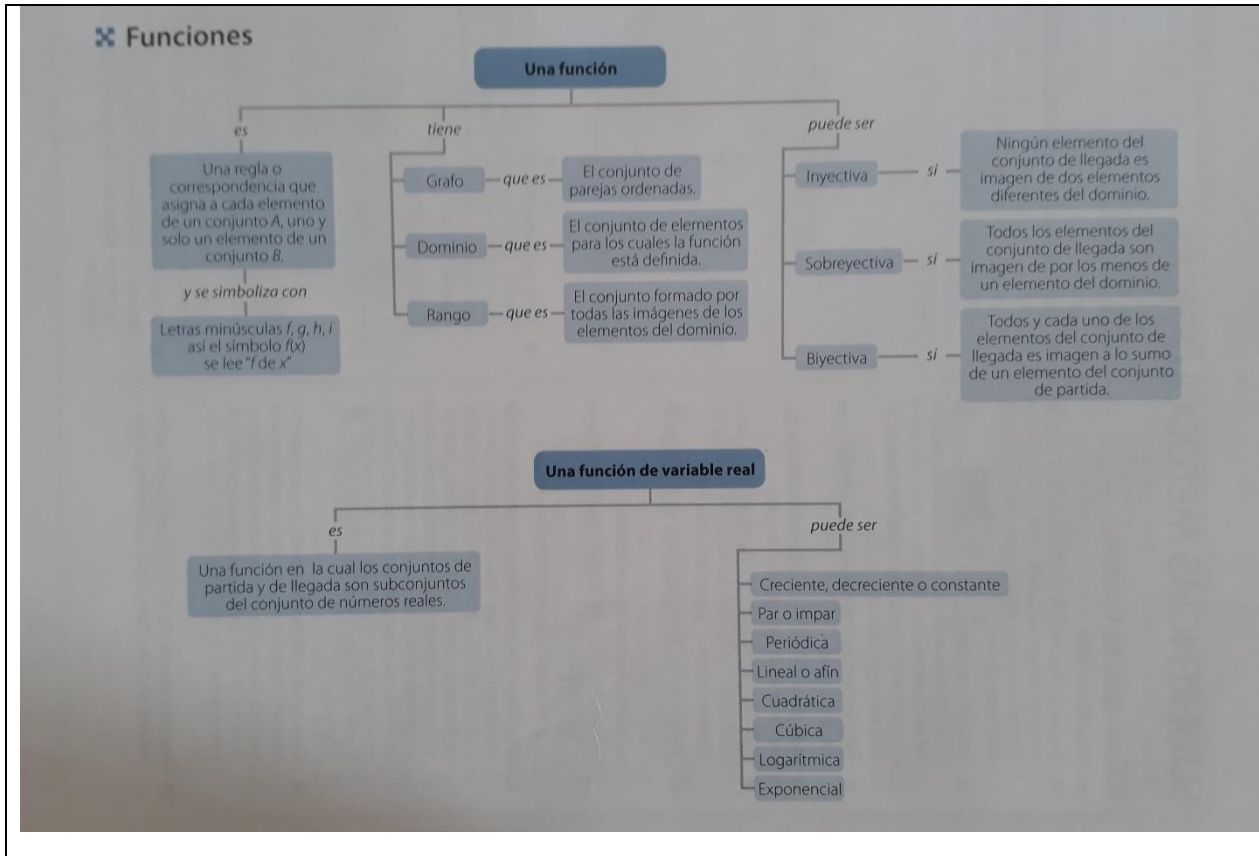 Funciones
Una función
es
Una regla o
correspondencia que
asigna a cada elemento
de un conjunto A, uno y
solo un elemento de un
conjunto B.
y se simboliza con
Letras minúsculas f, g, h, i
así el símbolo f(x)
se lee "f de x"
tiene
Grafo
que es
El conjunto de
parejas ordenadas.
Dominio
que es
El conjunto de elementos
para los cuales la función
está definida.
Rango
que es
El conjunto formado por
todas las imágenes de los
elementos del dominio.
puede ser
Inyectiva
si
Ningún elemento del
conjunto de llegada es
imagen de dos elementos
diferentes del dominio.
Sobreyectiva
si
Todos los elementos del
conjunto de llegada son
imagen de por los menos de
un elemento del dominio.
Biyectiva
si
Todos y cada uno de los
elementos del conjunto de
llegada es imagen a lo sumo
de un elemento del conjunto
de partida.
Una función de variable real
es
Una función en la cual los conjuntos de
partida y de llegada son subconjuntos
del conjunto de números reales.
puede ser
Creciente, decreciente o constante
Par o impar
Periódica
Lineal o afín
Cuadrática
Cúbica
Logarítmica
Exponencial